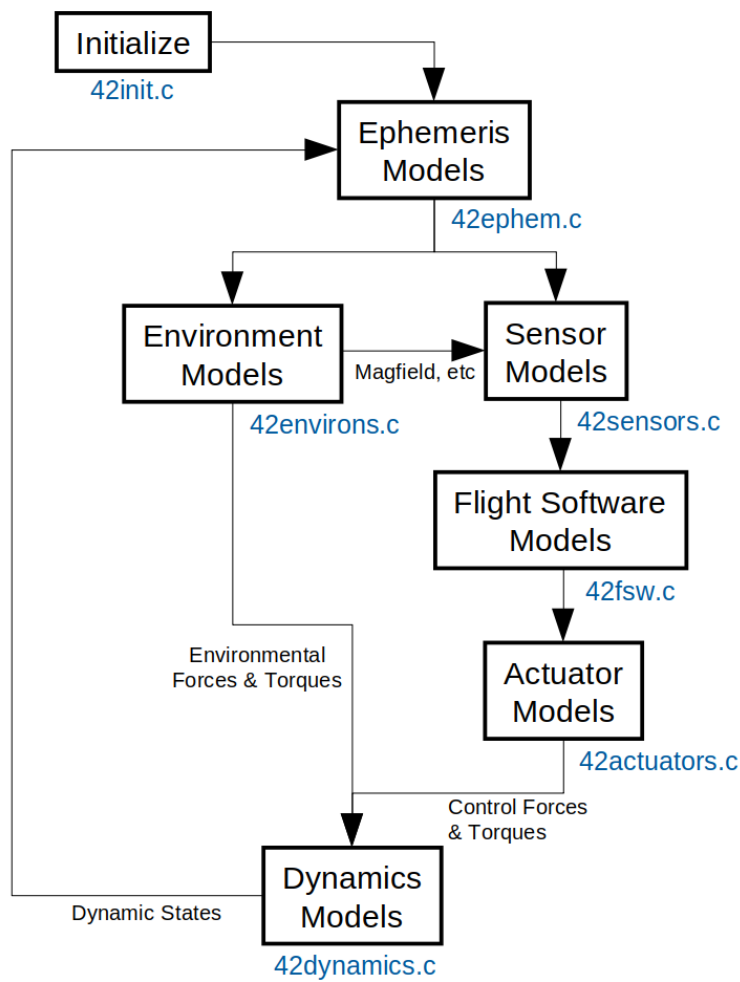 Initialize
42init.c
Ephemeris
Models
42ephem.c
Environment
Models
42environs.c
Magfield, etc
Sensor
Models
42sensors.c
Flight Software
Models
42fsw.c
Environmental
Forces & Torques
Actuator
Models
42actuators.c
Control Forces
& Torques
Dynamics
Models
Dynamic States
42dynamics.c